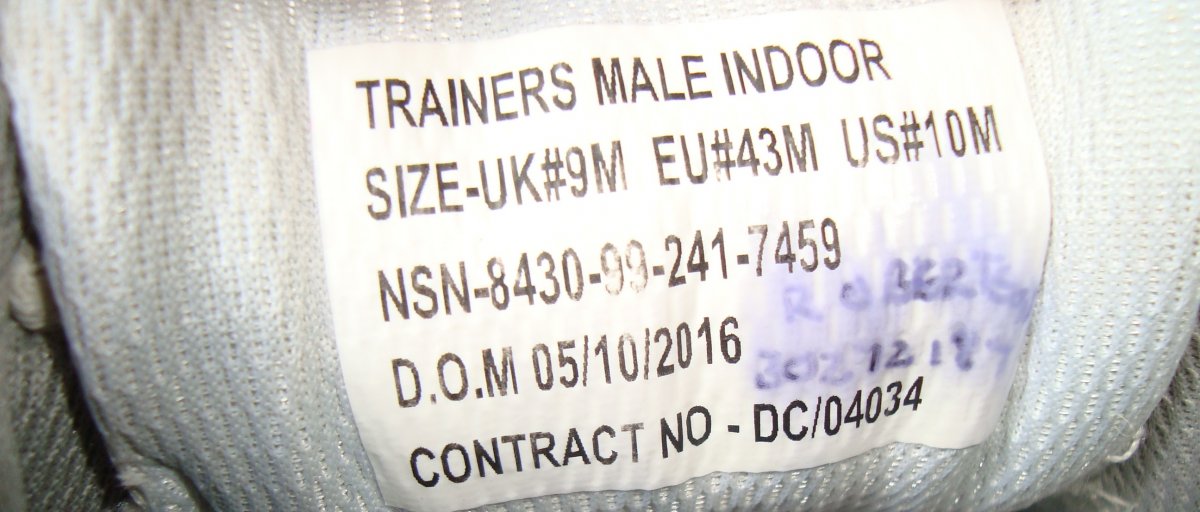 TRAINERS MALE INDOOR
SIZE-UK#9M EU#43M US#10M
NSN-8430-99-241-7459
D.O.M 05/10/2016
CONTRACT NO - DC/04034